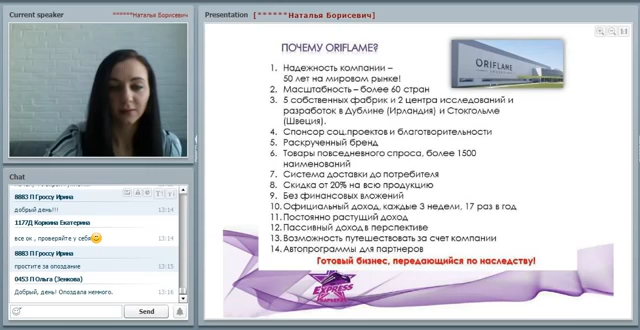 Current speaker
******Наталья Борисевич
Presentation
[******Наталья Борисевич]
ПОЧЕМУ ORIFLAME?
ORIFLAME
1. Надежность компании –
50 лет на мировом рынке!
2. Масштабность – более 60 стран
3. 5 собственных фабрик и 2 центра исследований и
разработок в Дублине (Ирландия) и Стокгольме
(Швеция).
4. Спонсор соц.проектов и благотворительности
5. Раскрученный бренд
6. Товары повседневного спроса, более 1500
наименований
7. Система доставки до потребителя
8. Скидка от 20% на всю продукцию
9. Без финансовых вложений
10. Официальный доход, каждые 3 недели, 17 раз в год
11. Постоянно растущий доход
12. Пассивный доход в перспективе
13. Возможность путешествовать за счет компании
14. Автопрограммы для партнеров
Готовый бизнес, передающийся по наследству!
EXPRESS
Chat
8883 П Гроссу Ирина
добрый день!!!
13:14
1177Д Коркина Екатерина
все ок , проверяйте у себя
13:14
8883 П Гроссу Ирина
простите за опоздание
13:15
0453 П Ольга (Зенкова)
Добрый, день! Опоздала немного.
13:16
Send